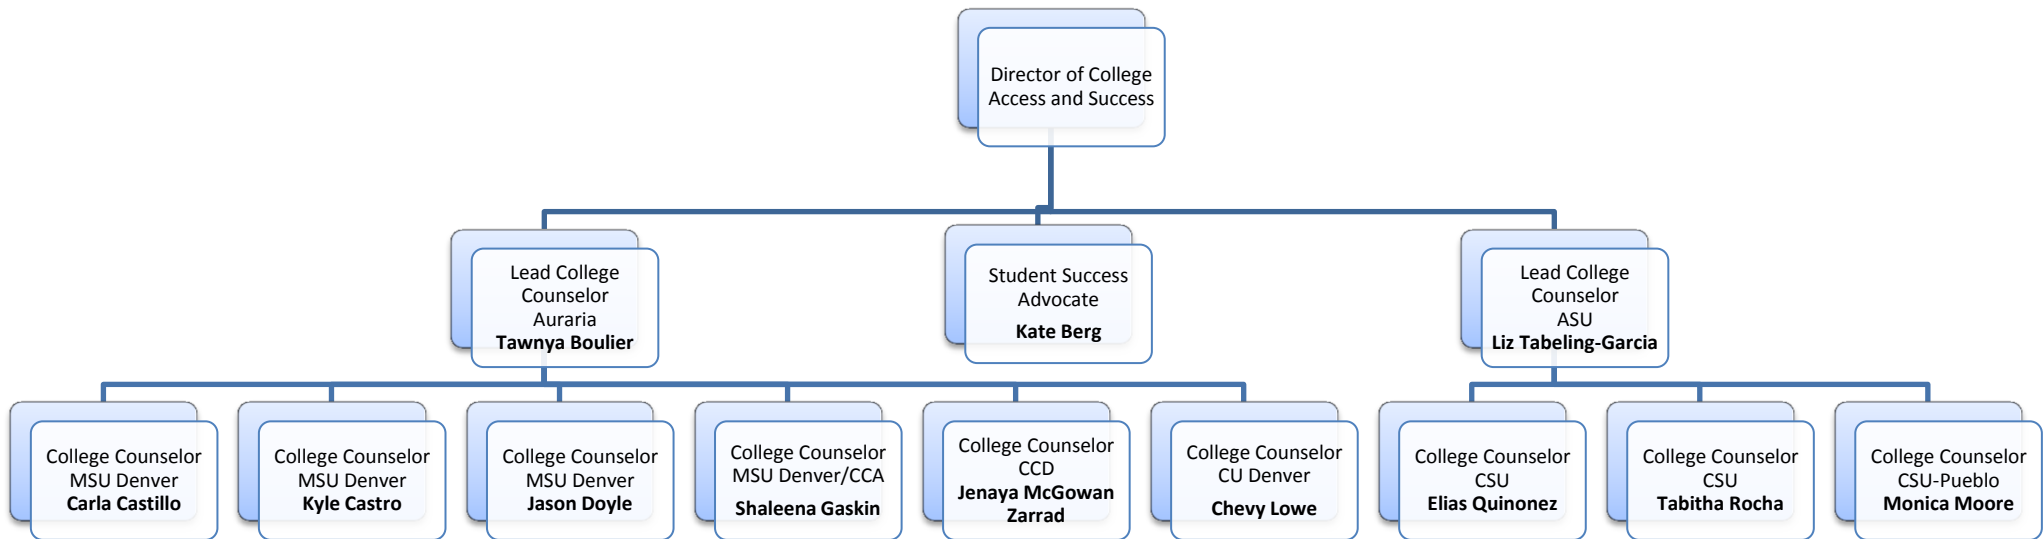 Director of College
Access and Success
Lead College
Counselor
Auraria
Tawnya Boulier
Student Success
Advocate
Kate Berg
Lead College
Counselor
ASU
Liz Tabeling-Garcia
College Counselor
MSU Denver
Carla Castillo
College Counselor
MSU Denver
Kyle Castro
College Counselor
MSU Denver
Jason Doyle
College Counselor
MSU Denver/CCA
Shaleena Gaskin
College Counselor
CCD
Jenaya McGowan
Zarrad
College Counselor
CU Denver
Chevy Lowe
College Counselor
CSU
Elias Quinonez
College Counselor
CSU
Tabitha Rocha
College Counselor
CSU-Pueblo
Monica Moore